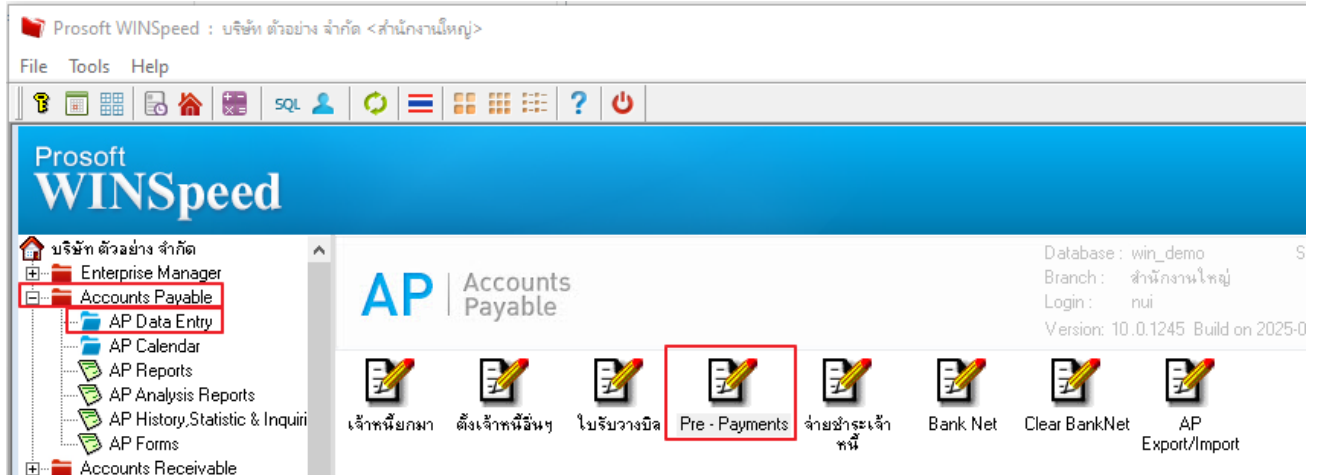 Prosoft WINSpeed : บริษัท ตัวอย่าง จำกัด <สำนักงานใหญ่>
File Tools Help
SQL
?
Prosoft
WINSpeed
บริษัท ตัวอย่าง จำกัด
Enterprise Manager
Accounts Payable
AP Data Entry
AP Calendar
AP Reports
AP Analysis Reports
AP History,Statistic & Inquiri
AP Forms
Accounts Receivable
AP Accounts
Payable
Database : win_demo S
Branch : สำนักงานใหญ่
Login : nui
Version: 10.0.1245 Build on 2025-0
เจ้าหนี้ยกมา
ตั้งเจ้าหนี้อื่นๆ
ใบรับวางบิล
Pre - Payments
จ่ายชำระเจ้า
หนี้
Bank Net
Clear BankNet
AP
Export/Import